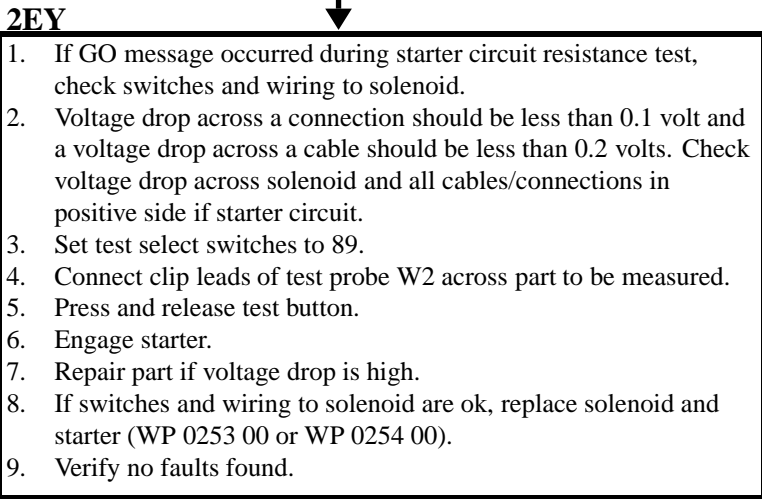 2EY
1. If GO message occurred during starter circuit resistance test,
check switches and wiring to solenoid.
2. Voltage drop across a connection should be less than 0.1 volt and
a voltage drop across a cable should be less than 0.2 volts. Check
voltage drop across solenoid and all cables/connections in
positive side if starter circuit.
3. Set test select switches to 89.
4. Connect clip leads of test probe W2 across part to be measured.
5. Press and release test button.
6. Engage starter.
7. Repair part if voltage drop is high.
8. If switches and wiring to solenoid are ok, replace solenoid and
starter (WP 0253 00 or WP 0254 00).
9. Verify no faults found.